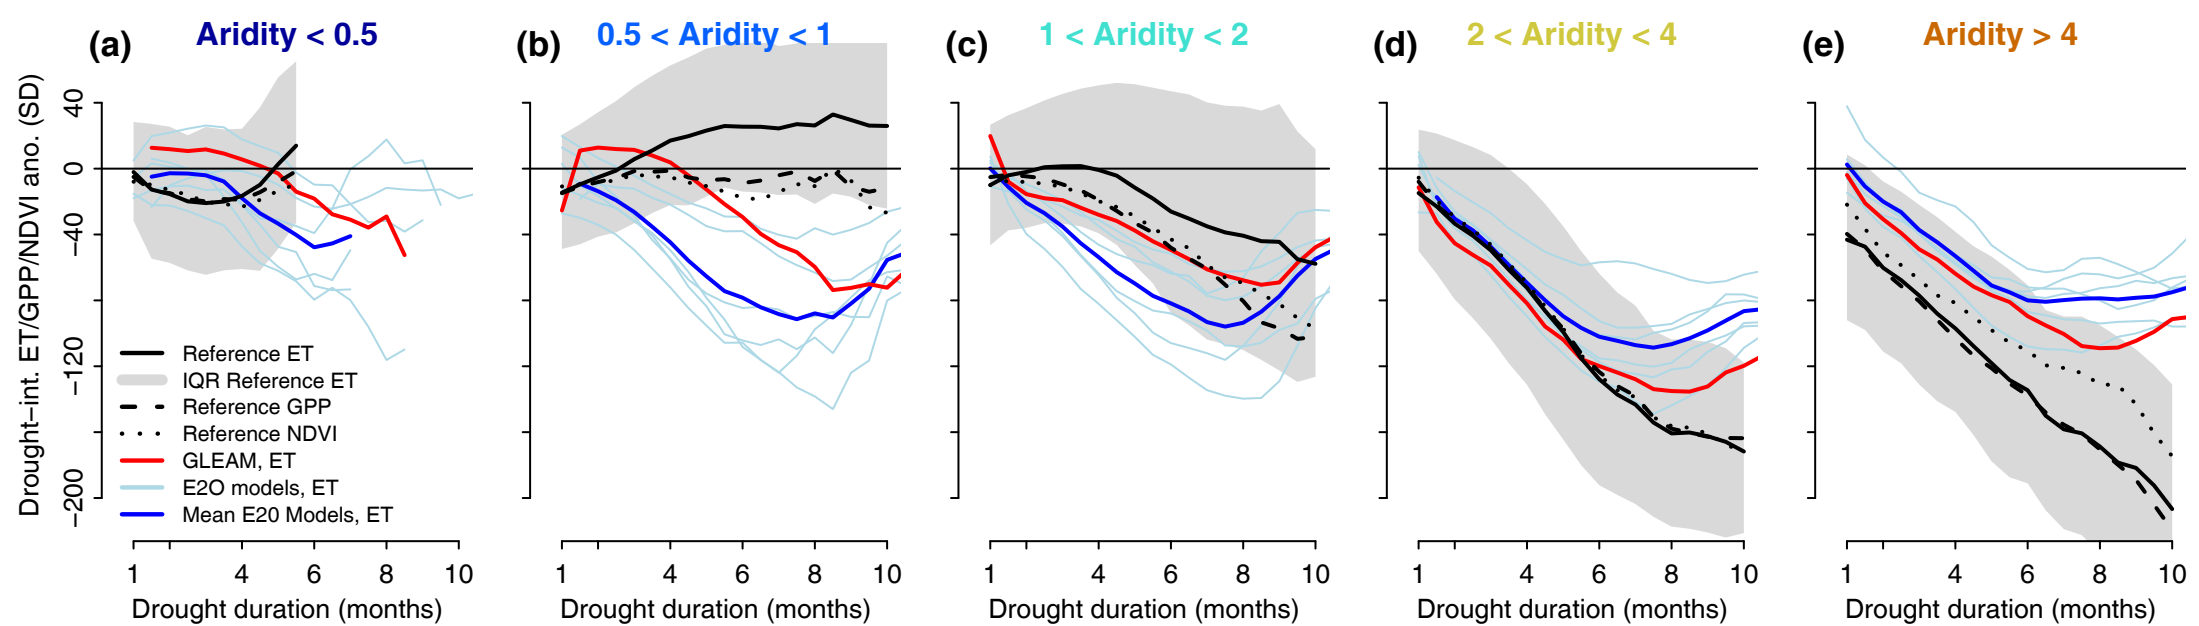 (a) Aridity < 0.5
(b) 0.5 < Aridity < 1
(c) 1 < Aridity < 2
(d) 2 < Aridity < 4
(e) Aridity > 4
Drought−int. ET/GPP/NDVI ano. (SD)
40
0
−40
−120
−200
Reference ET
IQR Reference ET
Reference GPP
Reference NDVI
GLEAM, ET
E2O models, ET
Mean E20 Models, ET
1 4 6 8 10
1 4 6 8 10
1 4 6 8 10
1 4 6 8 10
1 4 6 8 10
Drought duration (months)
Drought duration (months)
Drought duration (months)
Drought duration (months)
Drought duration (months)